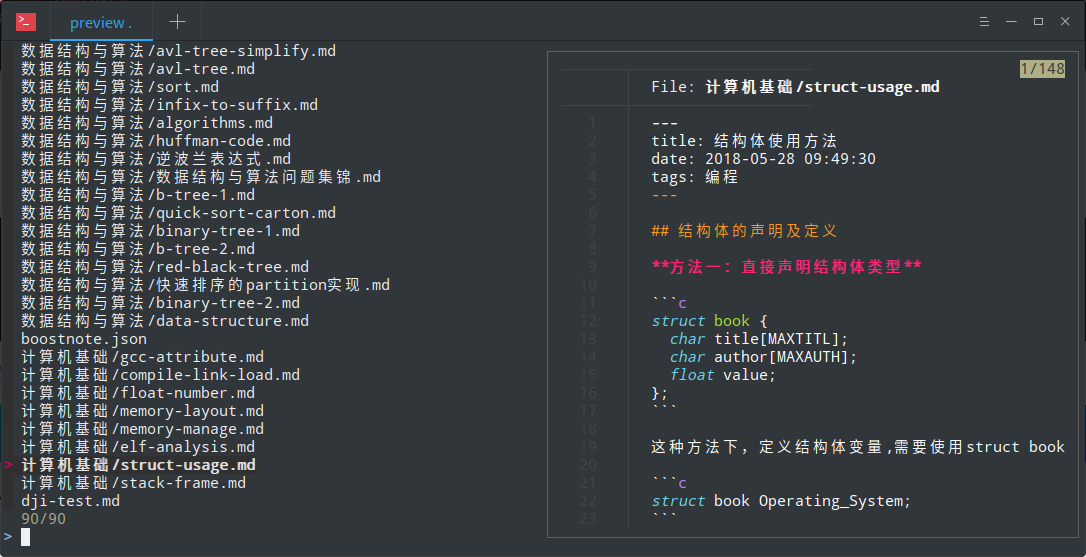 preview .
数据结构与算法/avl-tree-simplify.md
数据结构与算法/avl-tree.md
数据结构与算法/sort.md
数据结构与算法/infix-to-suffix.md
数据结构与算法/algorithms.md
数据结构与算法/huffman-code.md
数据结构与算法/逆波兰表达式.md
数据结构与算法/数据结构与算法问题集锦.md
数据结构与算法/b-tree-1.md
数据结构与算法/quick-sort-carton.md
数据结构与算法/binary-tree-1.md
数据结构与算法/b-tree-2.md
数据结构与算法/red-black-tree.md
数据结构与算法/快速排序的partition实现.md
数据结构与算法/binary-tree-2.md
数据结构与算法/data-structure.md
boostnote.json
计算机基础/gcc-attribute.md
计算机基础/compile-link-load.md
计算机基础/float-number.md
计算机基础/memory-layout.md
计算机基础/memory-manage.md
计算机基础/elf-analysis.md
> 计算机基础/struct-usage.md
计算机基础/stack-frame.md
dji-test.md
90/90
>
1/148
File: 计算机基础/struct-usage.md
1 ---
2 title: 结构体使用方法
3 date: 2018-05-28 09:49:30
4 tags: 编程
5 ---
6
7 ## 结构体的声明及定义
8
9 **方法一：直接声明结构体类型**
10
11 ```c
12 struct book {
13 char title[MAXTITL];
14 char author[MAXAUTH];
15 float value;
16 };
17 ```
18
19 这种方法下，定义结构体变量,需要使用struct book
20
21 ```c
22 struct book Operating_System;
23 ```